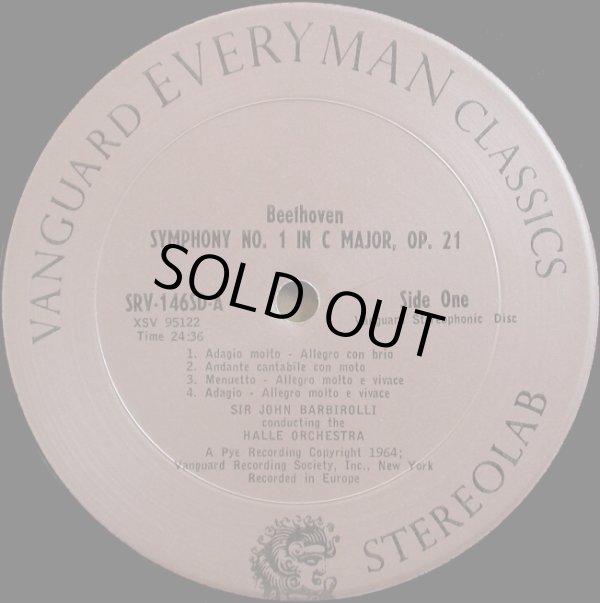 VANGUARD EVERYMAN CLASSICS
Beethoven
SYMPHONY NO. 1 IN C MAJOR, OP. 21
SRV-146SD-A
Side One
XSV 95122
Vanguard Stereophonic Disc
Time 24:36
SOLD OUT
1. Adagio molto - Allegro con brio
2. Andante cantabile con moto
3. Menuetto - Allegro molto e vivace
4. Adagio - Allegro molto e vivace
SIR JOHN BARBIROLLI
conducting the
HALLE ORCHESTRA
A Pye Recording Copyright 1964;
Vanguard Recording Society, Inc., New York
Recorded in Europe
STEREOLAB